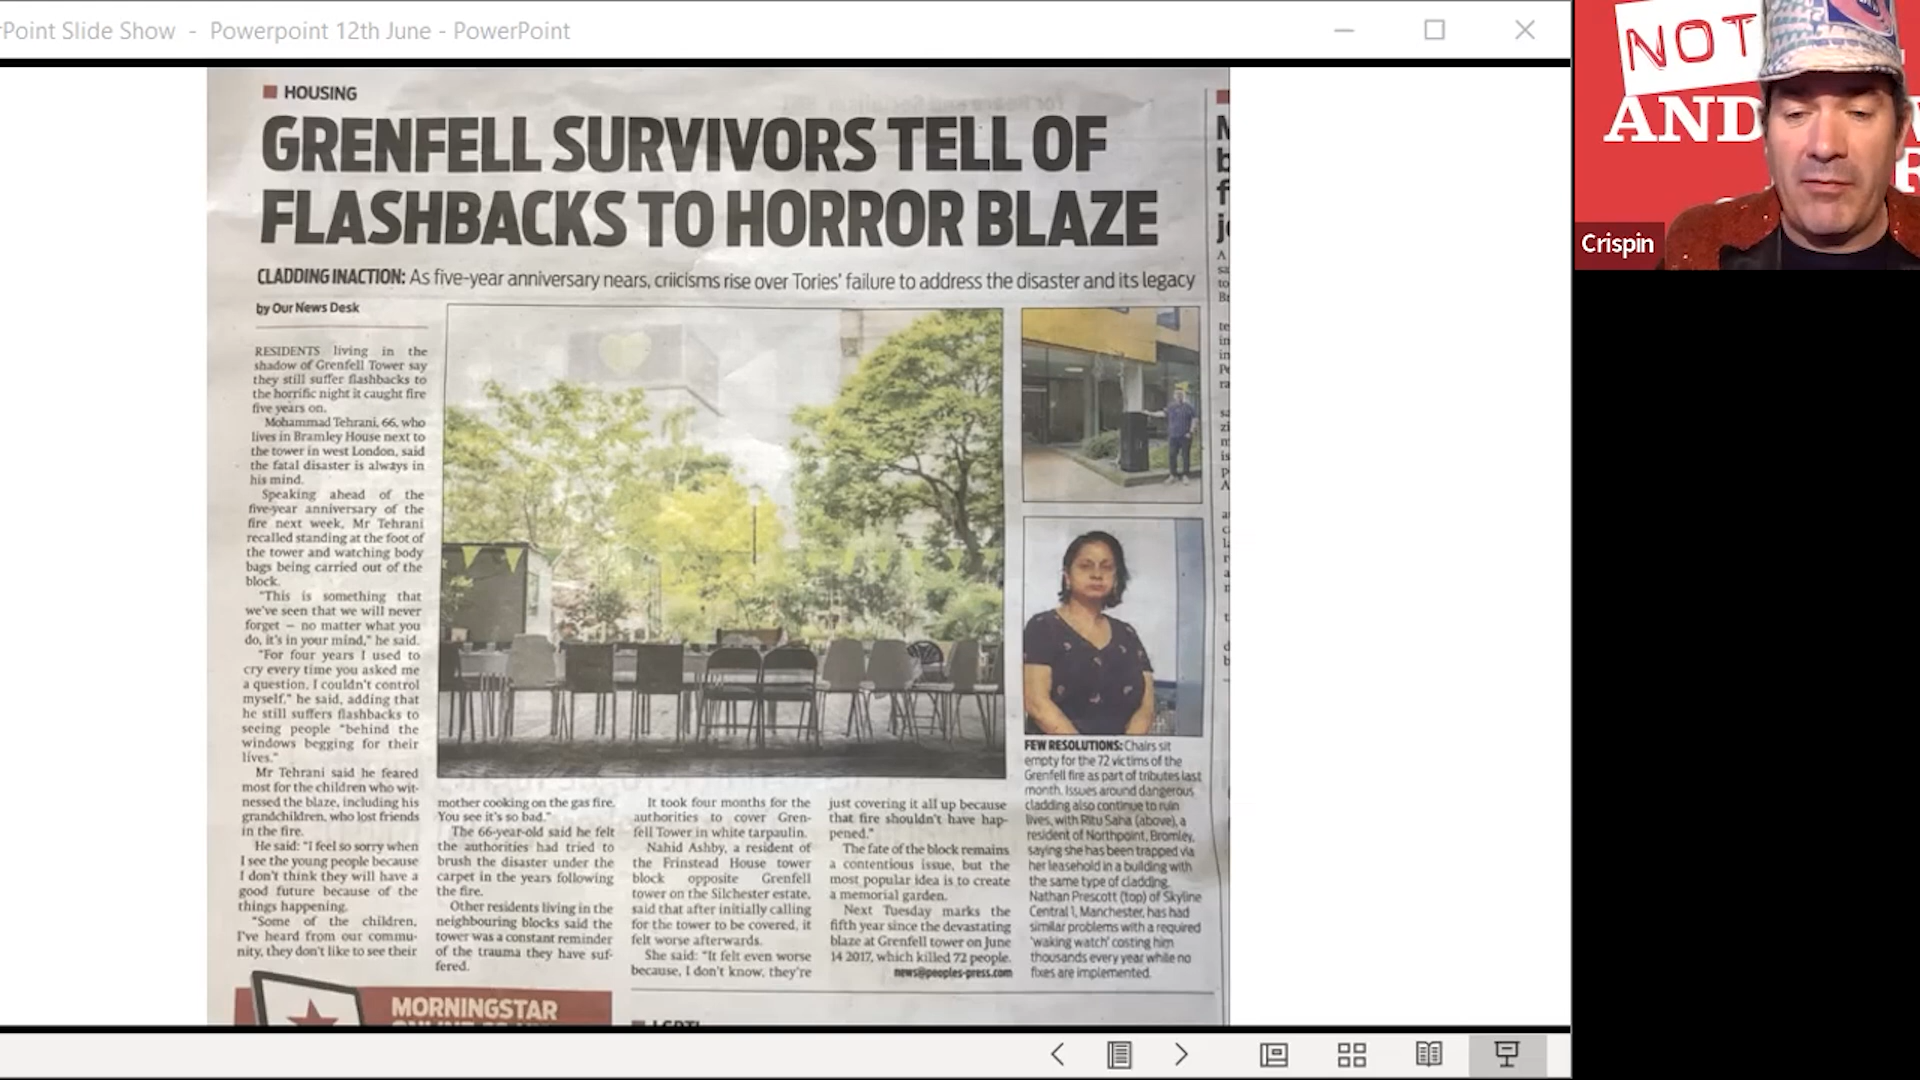 Point Slide Show - Powerpoint 12th June - PowerPoint
HOUSING
GRENFELL SURVIVORS TELL OF
FLASHBACKS TO HORROR BLAZE
CLADDING INACTION: As five-year anniversary nears, criicisms rise over Tories' failure to address the disaster and its legacy
by Our News Desk
RESIDENTS living in the
shadow of Grenfell Tower say
they still suffer flashbacks to
the horrific night it caught fire
five years on.
Mohammad Tehrani, 66, who
lives in Bramley House next to
the tower in west London, said
the fatal disaster is always in
his mind.
Speaking ahead of the
five-year anniversary of the
fire next week, Mr Tehrani
recalled standing at the foot of
the tower and watching body
bags being carried out of the
block.
"This is something that
we've seen that we will never
forget – no matter what you
do, it's in your mind," he said.
"For four years I used to
cry every time you asked me
a question, I couldn't control
myself," he said, adding that
he still suffers flashbacks to
seeing people "behind the
windows begging for their
lives."
Mr Tehrani said he feared
most for the children who wit-
nessed the blaze, including his
grandchildren, who lost friends
in the fire.
He said: "I feel so sorry when
I see the young people because
I don't think they will have a
good future because of the
things happening.
"Some of the children,
I've heard from our commu-
nity, they don't like to see their
mother cooking on the gas fire.
You see it's so bad."
The 66-year-old said he felt
the authorities had tried to
brush the disaster under the
carpet in the years following
the fire.
Other residents living in the
neighbouring blocks said the
tower was a constant reminder
of the trauma they have suf-
fered.
It took four months for the
authorities to cover Gren-
fell Tower in white tarpaulin.
Nahid Ashby, a resident of
the Frinstead House tower
block opposite Grenfell
tower on the Silchester estate,
said that after initially calling
for the tower to be covered, it
felt worse afterwards.
She said: "It felt even worse
because, I don't know, they're
just covering it all up because
that fire shouldn't have hap-
pened."
The fate of the block remains
a contentious issue, but the
most popular idea is to create
a memorial garden.
Next Tuesday marks the
fifth year since the devastating
blaze at Grenfell tower on June
14 2017, which killed 72 people.
news@peoples-press.com
FEW RESOLUTIONS: Chairs sit
empty for the 72 victims of the
Grenfell fire as part of tributes last
month. Issues around dangerous
cladding also continue to ruin
lives, with Ritu Saha (above), a
resident of Northpoint, Bromley,
saying she has been trapped via
her leasehold in a building with
the same type of cladding.
Nathan Prescott (top) of Skyline
Central 1, Manchester, has had
similar problems with a required
'waking watch' costing him
thousands every year while no
fixes are implemented.
MORNINGSTAR
NOT
AND
Crispin